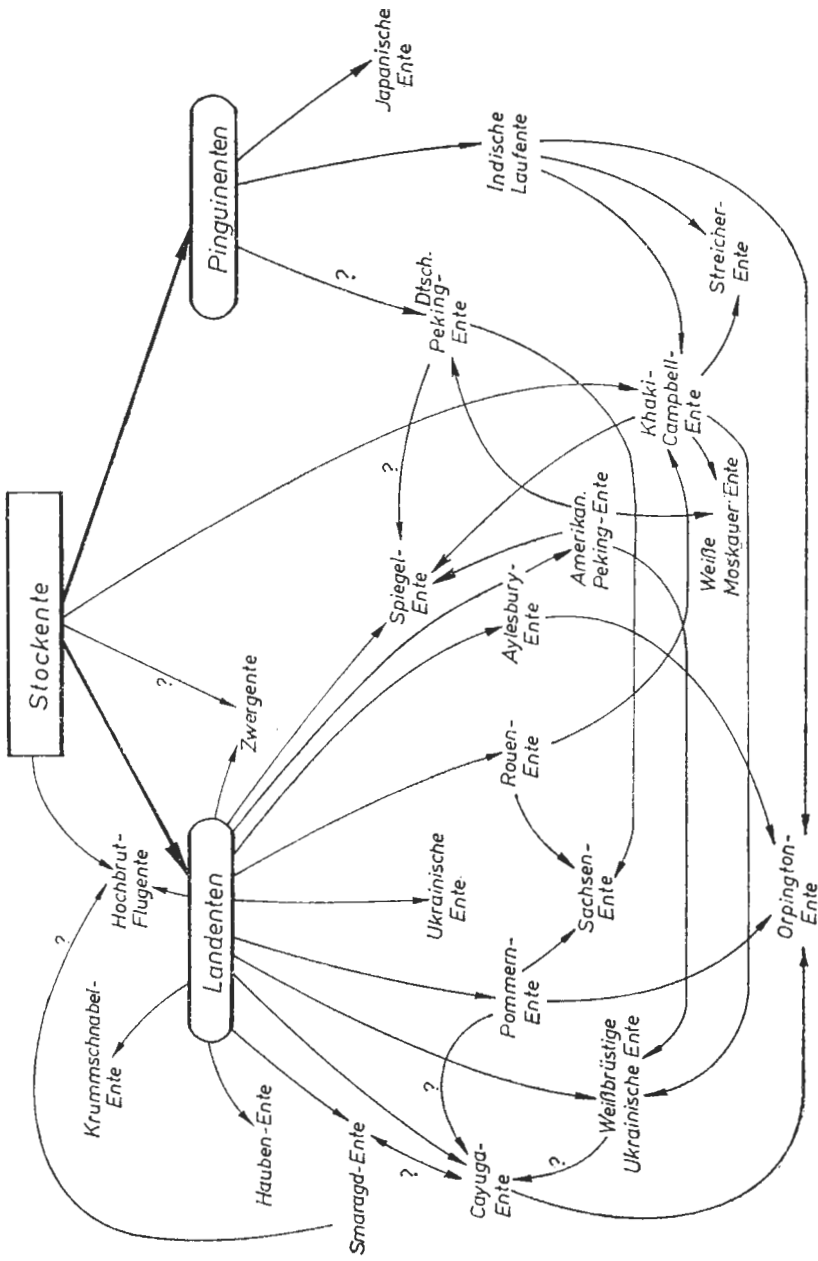 Stockente
Pinguinenten
Landenten
Japanische
Ente
Indische
Laufente
?
Dtsch.
Peking-
Ente
Streicher-
Ente
Khaki-
Campbell-
Ente
?
Spiegel-
Ente
Amerikan.
Peking-Ente
Weiße
Moskauer Ente
Aylesbury-
Ente
?
Zwergente
Rouen-
Ente
Hochbrut-
Flugente
?
Ukrainische
Ente
Sachsen-
Ente
Orpington-
Ente
Pommern-
Ente
Krummschnabel-
Ente
Hauben-Ente
Smaragd-Ente
?
?
Cayuga-
Ente
?
Weißbrüstige
Ukrainische Ente